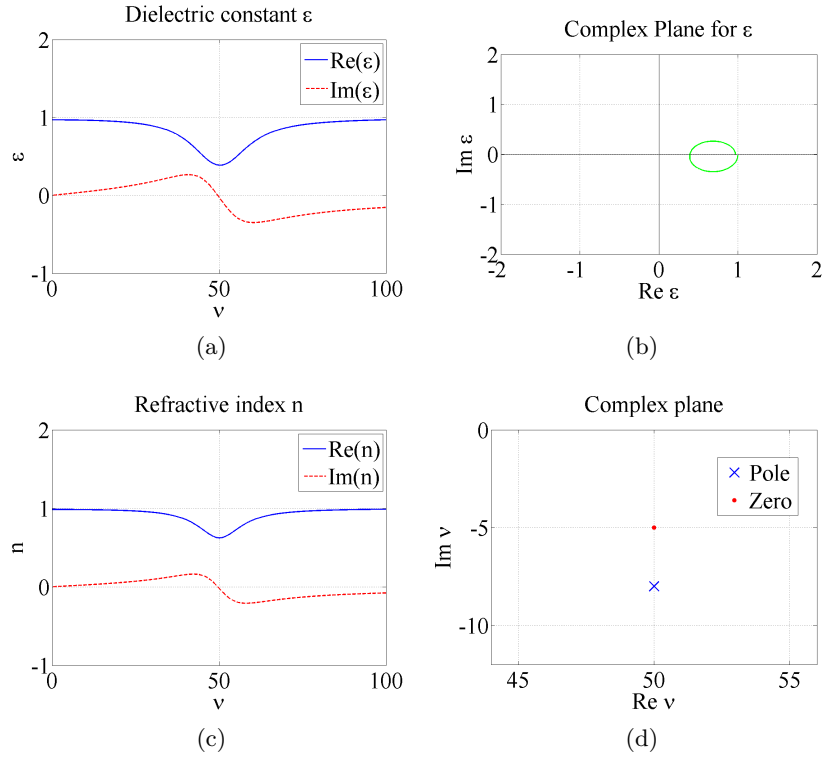 Dielectric constant ε
2
1
0
-1
0
50
100
ε
ν
Re(ε)
Im(ε)
(a)
Complex Plane for ε
2
1
0
-1
-2
-2
-1
0
1
2
Im ε
Re ε
(b)
Refractive index n
2
1
0
-1
0
50
100
n
ν
Re(n)
Im(n)
(c)
Complex plane
0
-5
-10
45
50
55
Im ν
Re ν
Pole
Zero
(d)